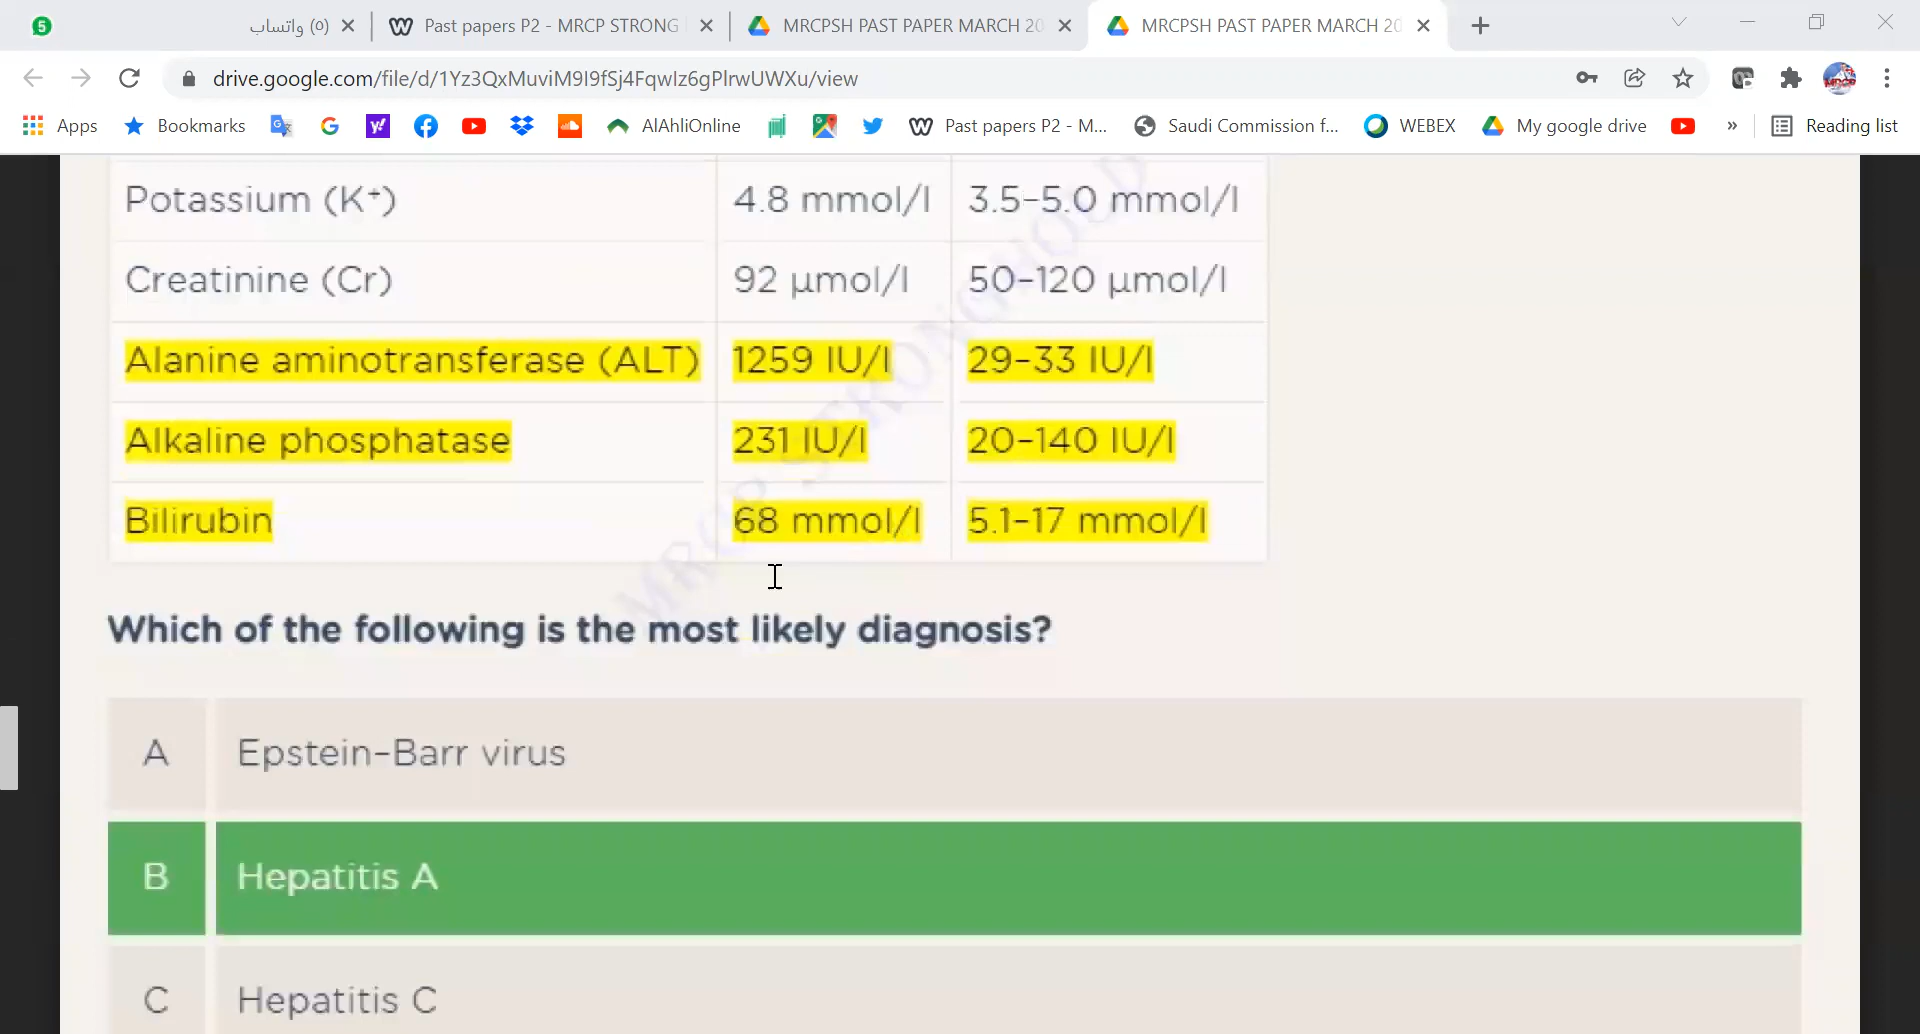 5
واتساب (٥)
Past papers P2 - MRCP STRONG
MRCPSH PAST PAPER MARCH 20
MRCPSH PAST PAPER MARCH 20
drive.google.com/file/d/1Yz3QxMuviM9I9fSj4FqwIz6gPlrwUWXu/view
Apps
Bookmarks
AlAhliOnline
Past papers P2 - M...
Saudi Commission f...
WEBEX
My google drive
Reading list
Potassium (K⁺) 4.8 mmol/l 3.5–5.0 mmol/l
Creatinine (Cr) 92 µmol/l 50–120 µmol/l
Alanine aminotransferase (ALT) 1259 IU/l 29–33 IU/l
Alkaline phosphatase 231 IU/l 20–140 IU/l
Bilirubin 68 mmol/l 5.1–17 mmol/l
MRCP STRONGHOLD
Which of the following is the most likely diagnosis?
A Epstein–Barr virus
B Hepatitis A
C Hepatitis C